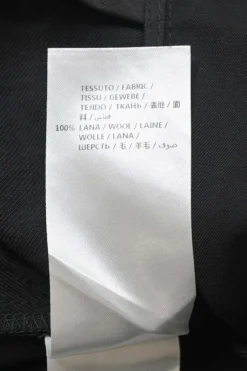 TESSUTO / FABRIC /
TISSU / GEWEBE /
TEJIDO / ТКАНЬ / 表地 / 面
料 / قماش /
100% LANA / WOOL / LAINE /
WOLLE / LANA /
ШЕРСТЬ / 毛 / 羊毛 / صوف /